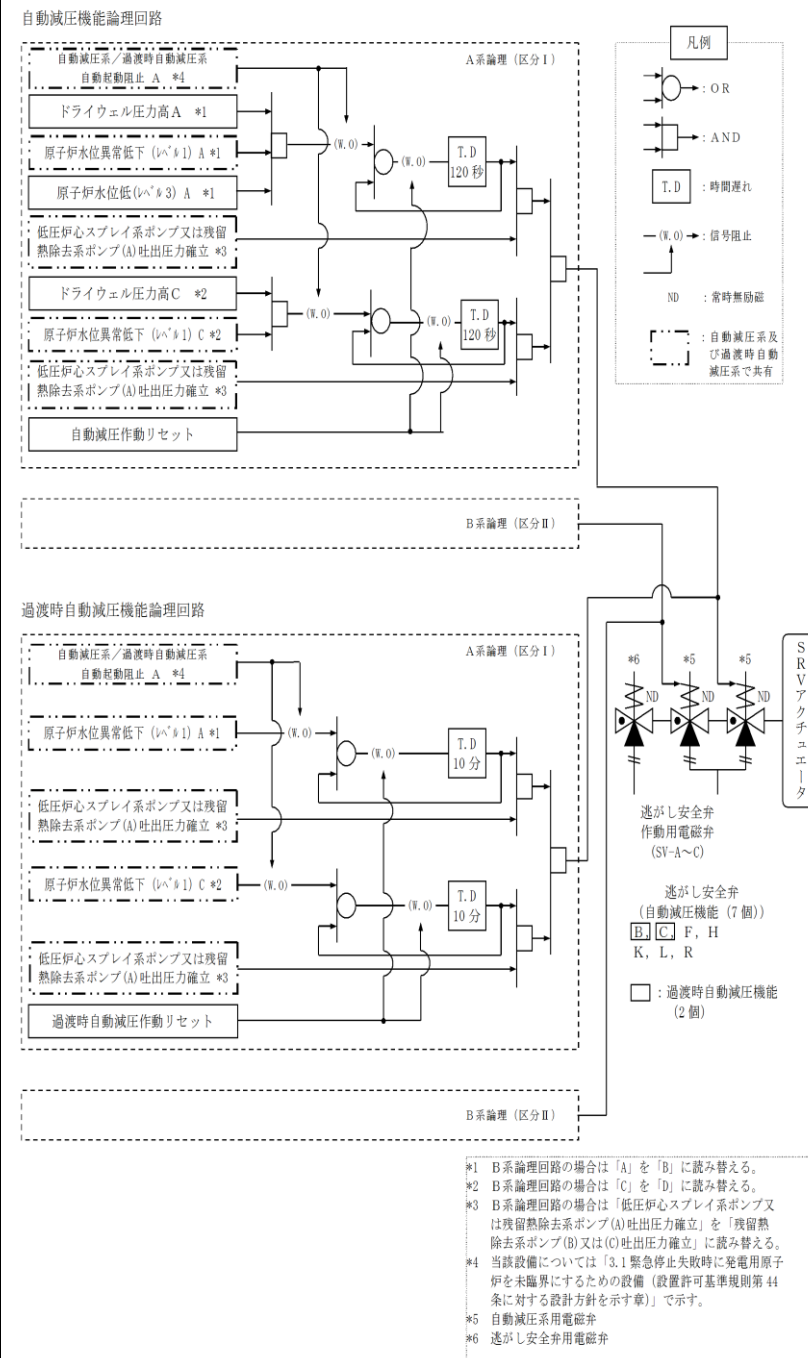 自動減圧機能論理回路
A系論理（区分Ⅰ）
自動減圧系／過渡時自動減圧系
自動起動阻止 A *4
ドライウェル圧力高A *1
原子炉水位異常低下（ﾚﾍﾞﾙ1）A *1
原子炉水位低(ﾚﾍﾞﾙ3) A *1
低圧炉心スプレイ系ポンプ又は残留
熱除去系ポンプ(A)吐出圧力確立 *3
ドライウェル圧力高C *2
原子炉水位異常低下（ﾚﾍﾞﾙ1）C *2
低圧炉心スプレイ系ポンプ又は残留
熱除去系ポンプ(A)吐出圧力確立 *3
自動減圧作動リセット
(W.O)
(W.O)
T.D
120秒
(W.O)
(W.O)
T.D
120秒
凡例
：OR
：AND
T.D ：時間遅れ
(W.O) ：信号阻止
ND ：常時無励磁
：自動減圧系及
び過渡時自動
減圧系で共有
B系論理（区分Ⅱ）
過渡時自動減圧機能論理回路
A系論理（区分Ⅰ）
自動減圧系／過渡時自動減圧系
自動起動阻止 A *4
原子炉水位異常低下（ﾚﾍﾞﾙ1）A *1
低圧炉心スプレイ系ポンプ又は残留
熱除去系ポンプ(A)吐出圧力確立 *3
原子炉水位異常低下（ﾚﾍﾞﾙ1）C *2
低圧炉心スプレイ系ポンプ又は残留
熱除去系ポンプ(A)吐出圧力確立 *3
過渡時自動減圧作動リセット
(W.O)
(W.O)
T.D
10分
(W.O)
(W.O)
T.D
10分
B系論理（区分Ⅱ）
*6 *5 *5
ND ND ND
SRVアクチュエータ
逃がし安全弁
作動用電磁弁
（SV-A～C）
逃がし安全弁
（自動減圧機能（7個））
B, C, F, H
K, L, R
：過渡時自動減圧機能
（2個）
*1 B系論理回路の場合は「A」を「B」に読み替える。
*2 B系論理回路の場合は「C」を「D」に読み替える。
*3 B系論理回路の場合は「低圧炉心スプレイ系ポンプ又
は残留熱除去系ポンプ(A)吐出圧力確立」を「残留熱
除去系ポンプ(B)又は(C)吐出圧力確立」に読み替える。
*4 当該設備については「3.1 緊急停止失敗時に発電用原子
炉を未臨界にするための設備（設置許可基準規則第44
条に対する設計方針を示す章）」で示す。
*5 自動減圧系用電磁弁
*6 逃がし安全弁用電磁弁